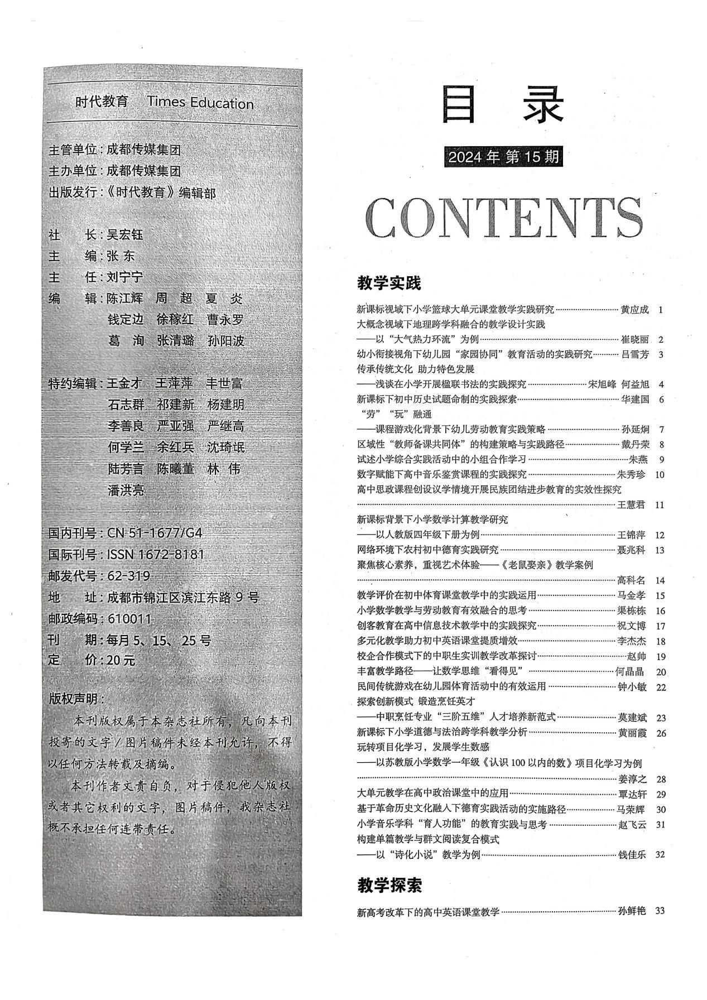 时代教育 Times Education
主管单位:成都传媒集团
主办单位:成都传媒集团
出版发行:《时代教育》编辑部
社 长:吴宏钰
主 编:张 东
主 任:刘宁宁
编 辑:陈江辉 周 超 夏 炎
钱定边 徐稼红 曹永罗
葛 洵 张清璐 孙阳波
特约编辑:王金才 王萍萍 丰世富
石志群 祁建新 杨建明
李善良 严亚强 严继高
何学兰 余红兵 沈琦岷
陆芳言 陈曦董 林 伟
潘洪亮
国内刊号:CN 51-1677/G4
国际刊号:ISSN 1672-8181
邮发代号:62-319
地 址:成都市锦江区滨江东路 9 号
邮政编码:610011
刊 期:每月 5、15、25 号
定 价:20 元
版权声明:
本刊版权属于本杂志社所有,凡向本刊
投寄的文字/图片稿件未经本刊允许,不得
以任何方法转载及摘编。
本刊作者文责自负,对于侵犯他人版权
或者其它权利的文字,图片稿件,我杂志社
概不承担任何连带责任。
目 录
2024 年 第 15 期
CONTENTS
教学实践
新课标视域下小学篮球大单元课堂教学实践研究 黄应成 1
大概念视域下地理跨学科融合的教学设计实践
——以“大气热力环流”为例 崔晓丽 2
幼小衔接视角下幼儿园“家园协同”教育活动的实践研究 吕雪芳 3
传承传统文化 助力特色发展
——浅谈在小学开展楹联书法的实践探究 宋旭峰 何益旭 4
新课标下初中历史试题命制的实践探索 华建国 6
“劳”“玩”融通
——课程游戏化背景下幼儿劳动教育实践策略 孙延炯 7
区域性“教师备课共同体”的构建策略与实践路径 戴丹荣 8
试述小学综合实践活动中的小组合作学习 朱燕 9
数字赋能下高中音乐鉴赏课程的实践探究 朱秀珍 10
高中思政课程创设议学情境开展民族团结进步教育的实效性探究
王慧君 11
新课标背景下小学数学计算教学研究
——以人教版四年级下册为例 王锦萍 12
网络环境下农村初中德育实践研究 聂兆科 13
聚焦核心素养，重视艺术体验——《老鼠娶亲》教学案例
高科名 14
教学评价在初中体育课堂教学中的实践运用 马金孝 15
小学数学教学与劳动教育有效融合的思考 渠栋栋 16
创客教育在高中信息技术教学中的实践探究 祝文博 17
多元化教学助力初中英语课堂提质增效 李杰杰 18
校企合作模式下的中职生实训教学改革探讨 赵帅 19
丰富教学路径——让数学思维“看得见” 何晶晶 20
民间传统游戏在幼儿园体育活动中的有效运用 钟小敏 22
探索创新模式 锻造烹饪英才
——中职烹饪专业“三阶五维”人才培养新范式 莫建斌 23
新课标下小学道德与法治跨学科教学分析 黄丽霞 26
玩转项目化学习，发展学生数感
——以苏教版小学数学一年级《认识 100 以内的数》项目化学习为例
姜淳之 28
大单元教学在高中政治课堂中的应用 覃达轩 29
基于革命历史文化融入下德育实践活动的实施路径 马荣辉 30
小学音乐学科“育人功能”的教育实践与思考 赵飞云 31
构建单篇教学与群文阅读复合模式
——以“诗化小说”教学为例 钱佳乐 32
教学探索
新高考改革下的高中英语课堂教学 孙鲜艳 33